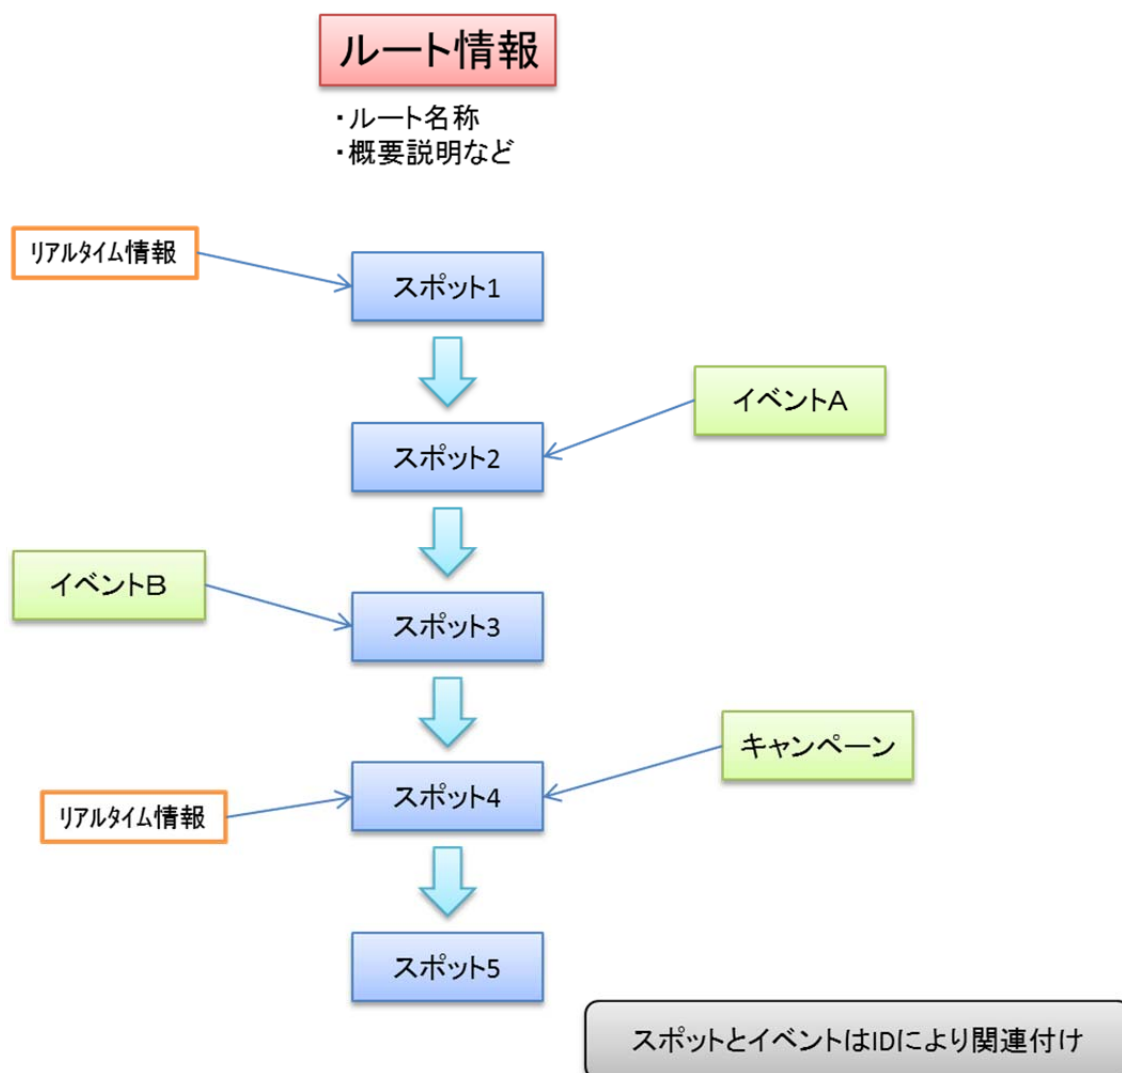 ルート情報
・ルート名称
・概要説明など
リアルタイム情報
スポット1
イベントA
スポット2
イベントB
スポット3
キャンペーン
スポット4
リアルタイム情報
スポット5
スポットとイベントはIDにより関連付け